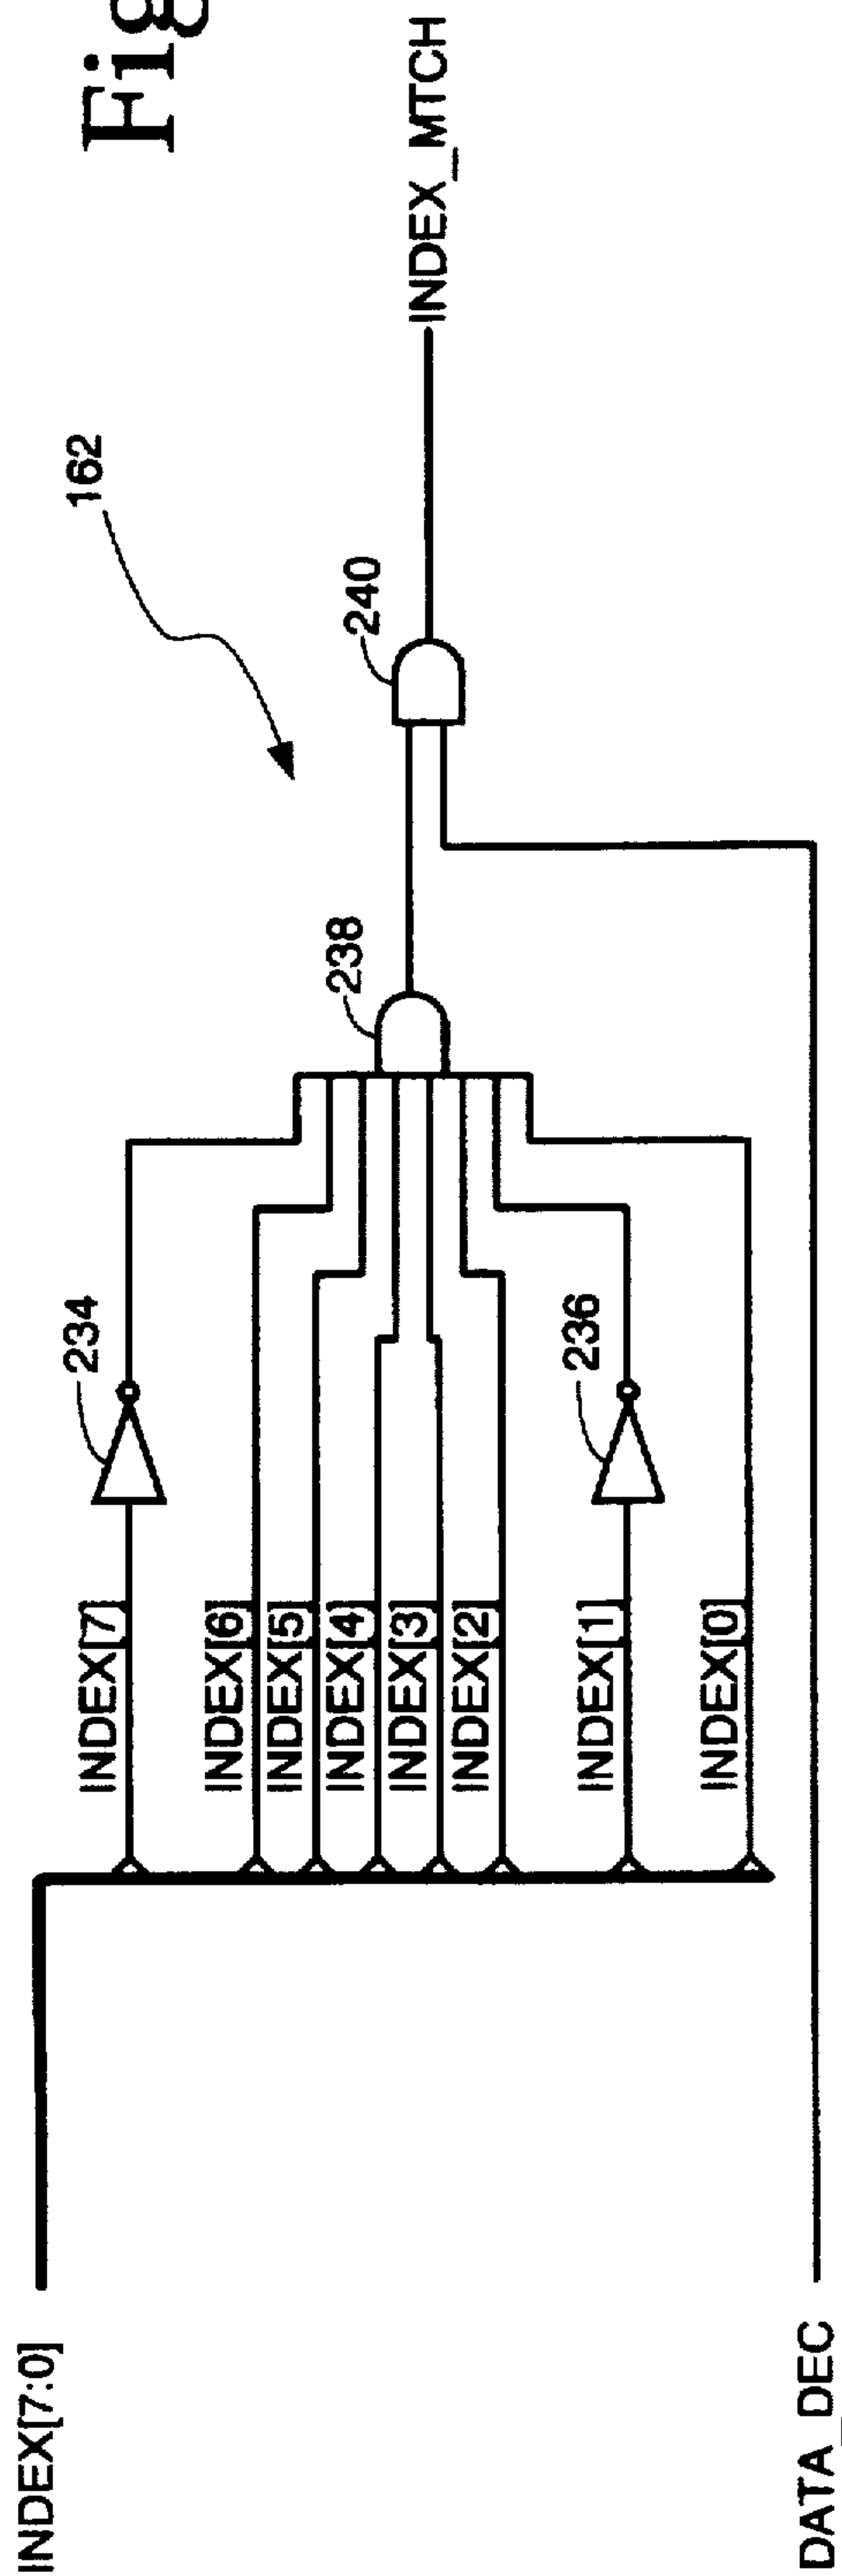 Fig
162
INDEX[7:0]
INDEX[7]
234
INDEX[6]
INDEX[5]
INDEX[4]
238
240
INDEX_MTCH
INDEX[3]
INDEX[2]
INDEX[1]
236
INDEX[0]
DATA_DEC